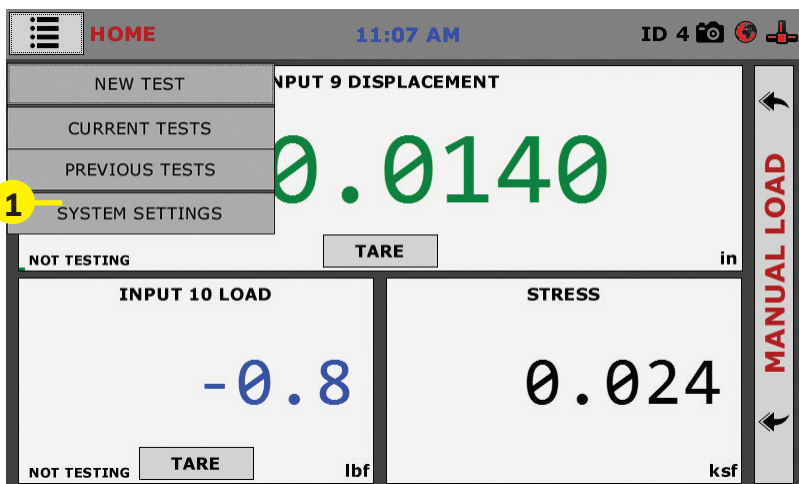 HOME
11:07 AM
ID 4
NEW TEST
CURRENT TESTS
PREVIOUS TESTS
1
SYSTEM SETTINGS
NPUT 9 DISPLACEMENT
0.0140
NOT TESTING
TARE
in
INPUT 10 LOAD
-0.8
NOT TESTING
TARE
lbf
STRESS
0.024
ksf
MANUAL LOAD